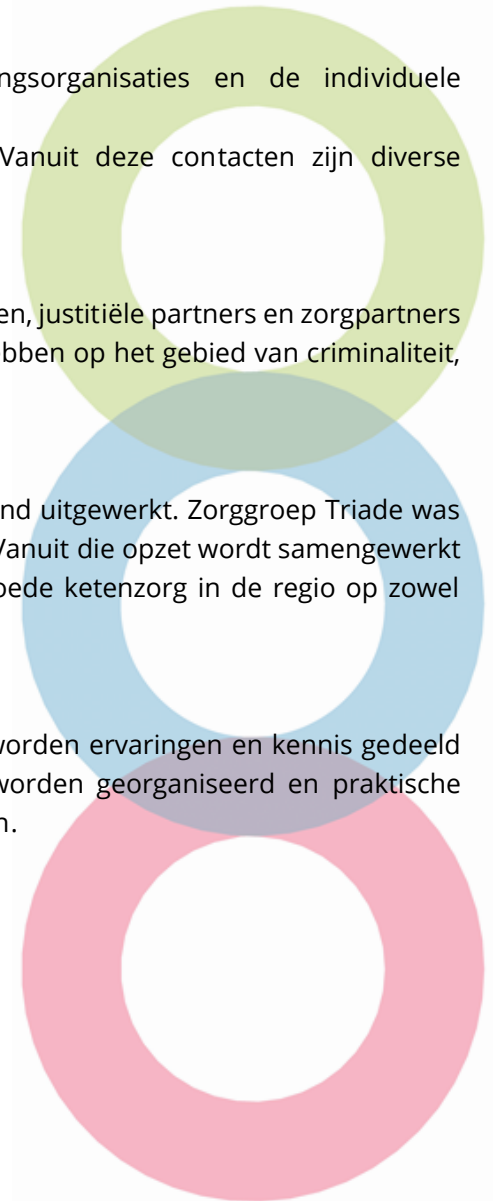 ngsorganisaties en de individuele
Vanuit deze contacten zijn diverse
en, justitiële partners en zorgpartners
ebben op het gebied van criminaliteit,
nd uitgewerkt. Zorggroep Triade was
Vanuit die opzet wordt samengewerkt
oede ketenzorg in de regio op zowel
worden ervaringen en kennis gedeeld
worden georganiseerd en praktische
n.